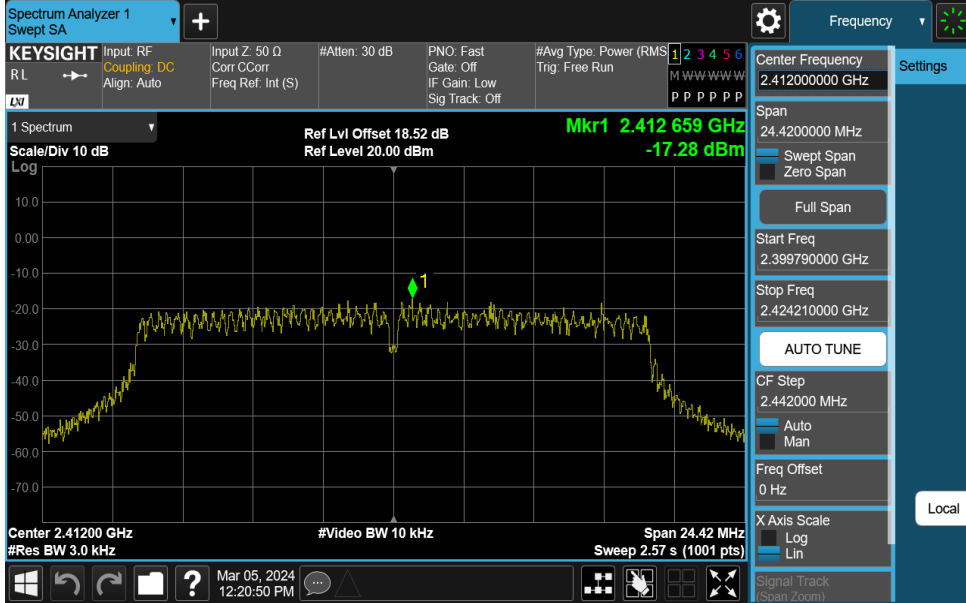 Spectrum Analyzer 1
Swept SA
+
Frequency
KEYSIGHT
R L
LXI
Input: RF
Coupling: DC
Align: Auto
Input Z: 50 Ω
Corr CCorr
Freq Ref: Int (S)
#Atten: 30 dB
PNO: Fast
Gate: Off
IF Gain: Low
Sig Track: Off
#Avg Type: Power (RMS
Trig: Free Run
1 2 3 4 5 6
M W W W W W
P P P P P P
1 Spectrum
Scale/Div 10 dB
Log
Ref Lvl Offset 18.52 dB
Ref Level 20.00 dBm
Mkr1 2.412 659 GHz
-17.28 dBm
10.0
0.00
-10.0
-20.0
-30.0
-40.0
-50.0
-60.0
-70.0
1
Center 2.41200 GHz
#Res BW 3.0 kHz
#Video BW 10 kHz
Span 24.42 MHz
Sweep 2.57 s (1001 pts)
Center Frequency
2.412000000 GHz
Span
24.4200000 MHz
Swept Span
Zero Span
Full Span
Start Freq
2.399790000 GHz
Stop Freq
2.424210000 GHz
AUTO TUNE
CF Step
2.442000 MHz
Auto
Man
Freq Offset
0 Hz
X Axis Scale
Log
Lin
Signal Track
(Span Zoom)
Settings
Local
?
Mar 05, 2024
12:20:50 PM